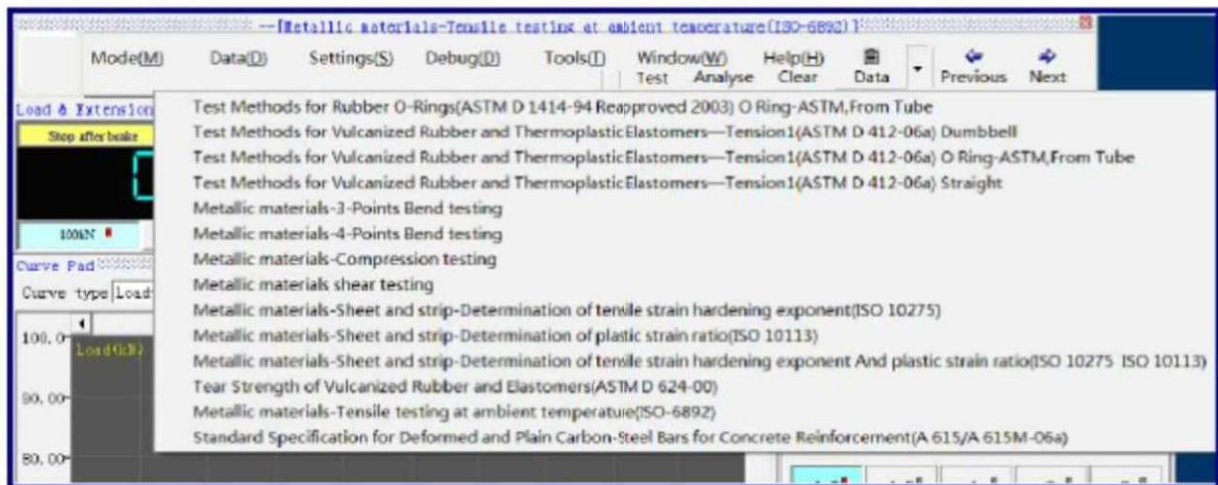 --[Metallic materials-Tensile testing at ambient temperature(ISO-6892)]
Mode(M) Data(D) Settings(S) Debug(D) Tools(T) Window(W) Help(H)
Test Analyse Clear Data Previous Next
Load & Extension
Stop after brake
100kN
Curve Pad
Curve type Load
100.0
Load(kN)
90.00
80.00
Test Methods for Rubber O-Rings(ASTM D 1414-94 Reapproved 2003) O Ring-ASTM,From Tube
Test Methods for Vulcanized Rubber and ThermoplasticElastomers—Tension1(ASTM D 412-06a) Dumbbell
Test Methods for Vulcanized Rubber and ThermoplasticElastomers—Tension1(ASTM D 412-06a) O Ring-ASTM,From Tube
Test Methods for Vulcanized Rubber and ThermoplasticElastomers—Tension1(ASTM D 412-06a) Straight
Metallic materials-3-Points Bend testing
Metallic materials-4-Points Bend testing
Metallic materials-Compression testing
Metallic materials shear testing
Metallic materials-Sheet and strip-Determination of tensile strain hardening exponent(ISO 10275)
Metallic materials-Sheet and strip-Determination of plastic strain ratio(ISO 10113)
Metallic materials-Sheet and strip-Determination of tensile strain hardening exponent And plastic strain ratio(ISO 10275 ISO 10113)
Tear Strength of Vulcanized Rubber and Elastomers(ASTM D 624-00)
Metallic materials-Tensile testing at ambient temperature(ISO-6892)
Standard Specification for Deformed and Plain Carbon-Steel Bars for Concrete Reinforcement(A 615/A 615M-06a)